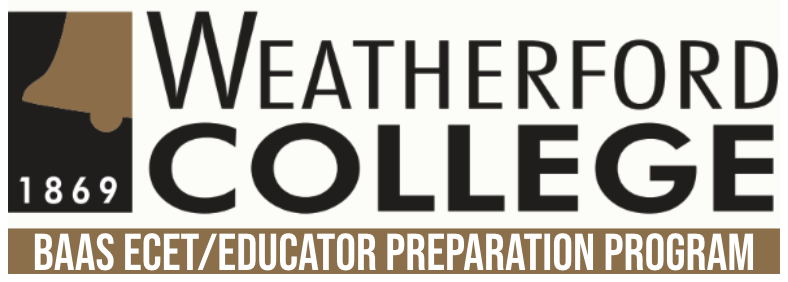 WEATHERFORD
COLLEGE
1869
BAAS ECET/EDUCATOR PREPARATION PROGRAM